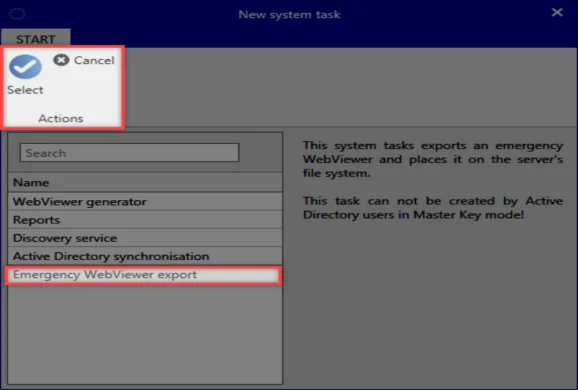 New system task
START
Select
Cancel
Actions
Search
Name
WebViewer generator
Reports
Discovery service
Active Directory synchronisation
Emergency WebViewer export
This system tasks exports an emergency
WebViewer and places it on the server's
file system.
This task can not be created by Active
Directory users in Master Key mode!